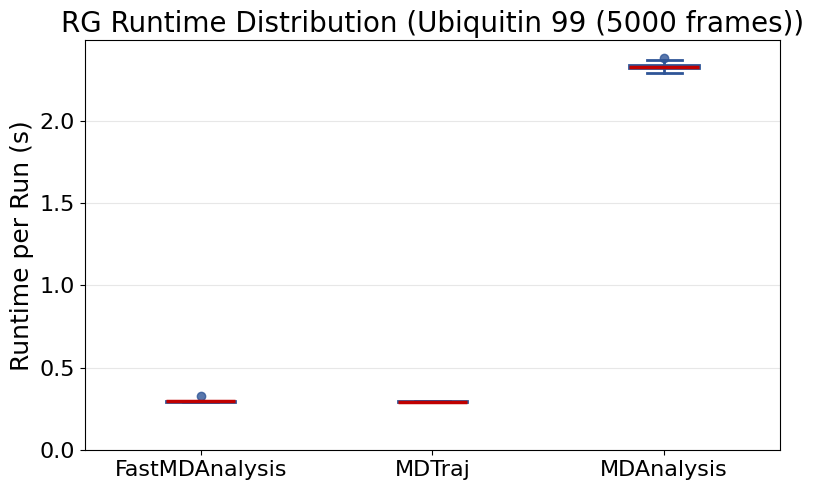 RG Runtime Distribution (Ubiquitin 99 (5000 frames))
Runtime per Run (s)
2.0
1.5
1.0
0.5
0.0
FastMDAnalysis MDTraj MDAnalysis